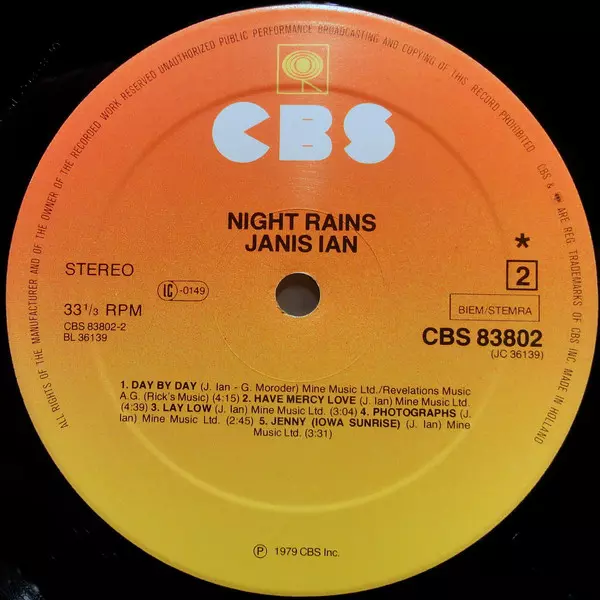 ALL RIGHTS OF THE MANUFACTURER AND OF THE OWNER OF THE RECORDED WORK RESERVED UNAUTHORIZED PUBLIC PERFORMANCE BROADCASTING AND COPYING OF THIS RECORD PROHIBITED CBS & ARE REG. TRADEMARKS OF CBS INC. MADE IN HOLLAND
CBS
NIGHT RAINS
JANIS IAN
STEREO
IC -0149
*
2
33 1/3 RPM
CBS 83802-2
BL 36139
BIEM/STEMRA
CBS 83802
(JC 36139)
1. DAY BY DAY (J. Ian - G. Moroder) Mine Music Ltd./Revelations Music
A.G. (Rick's Music) (4:15) 2. HAVE MERCY LOVE (J. Ian) Mine Music Ltd.
(4:39) 3. LAY LOW (J. Ian) Mine Music Ltd. (3:04) 4. PHOTOGRAPHS (J.
Ian) Mine Music Ltd. (2:45) 5. JENNY (IOWA SUNRISE) (J. Ian) Mine
Music Ltd. (3:31)
℗ 1979 CBS Inc.